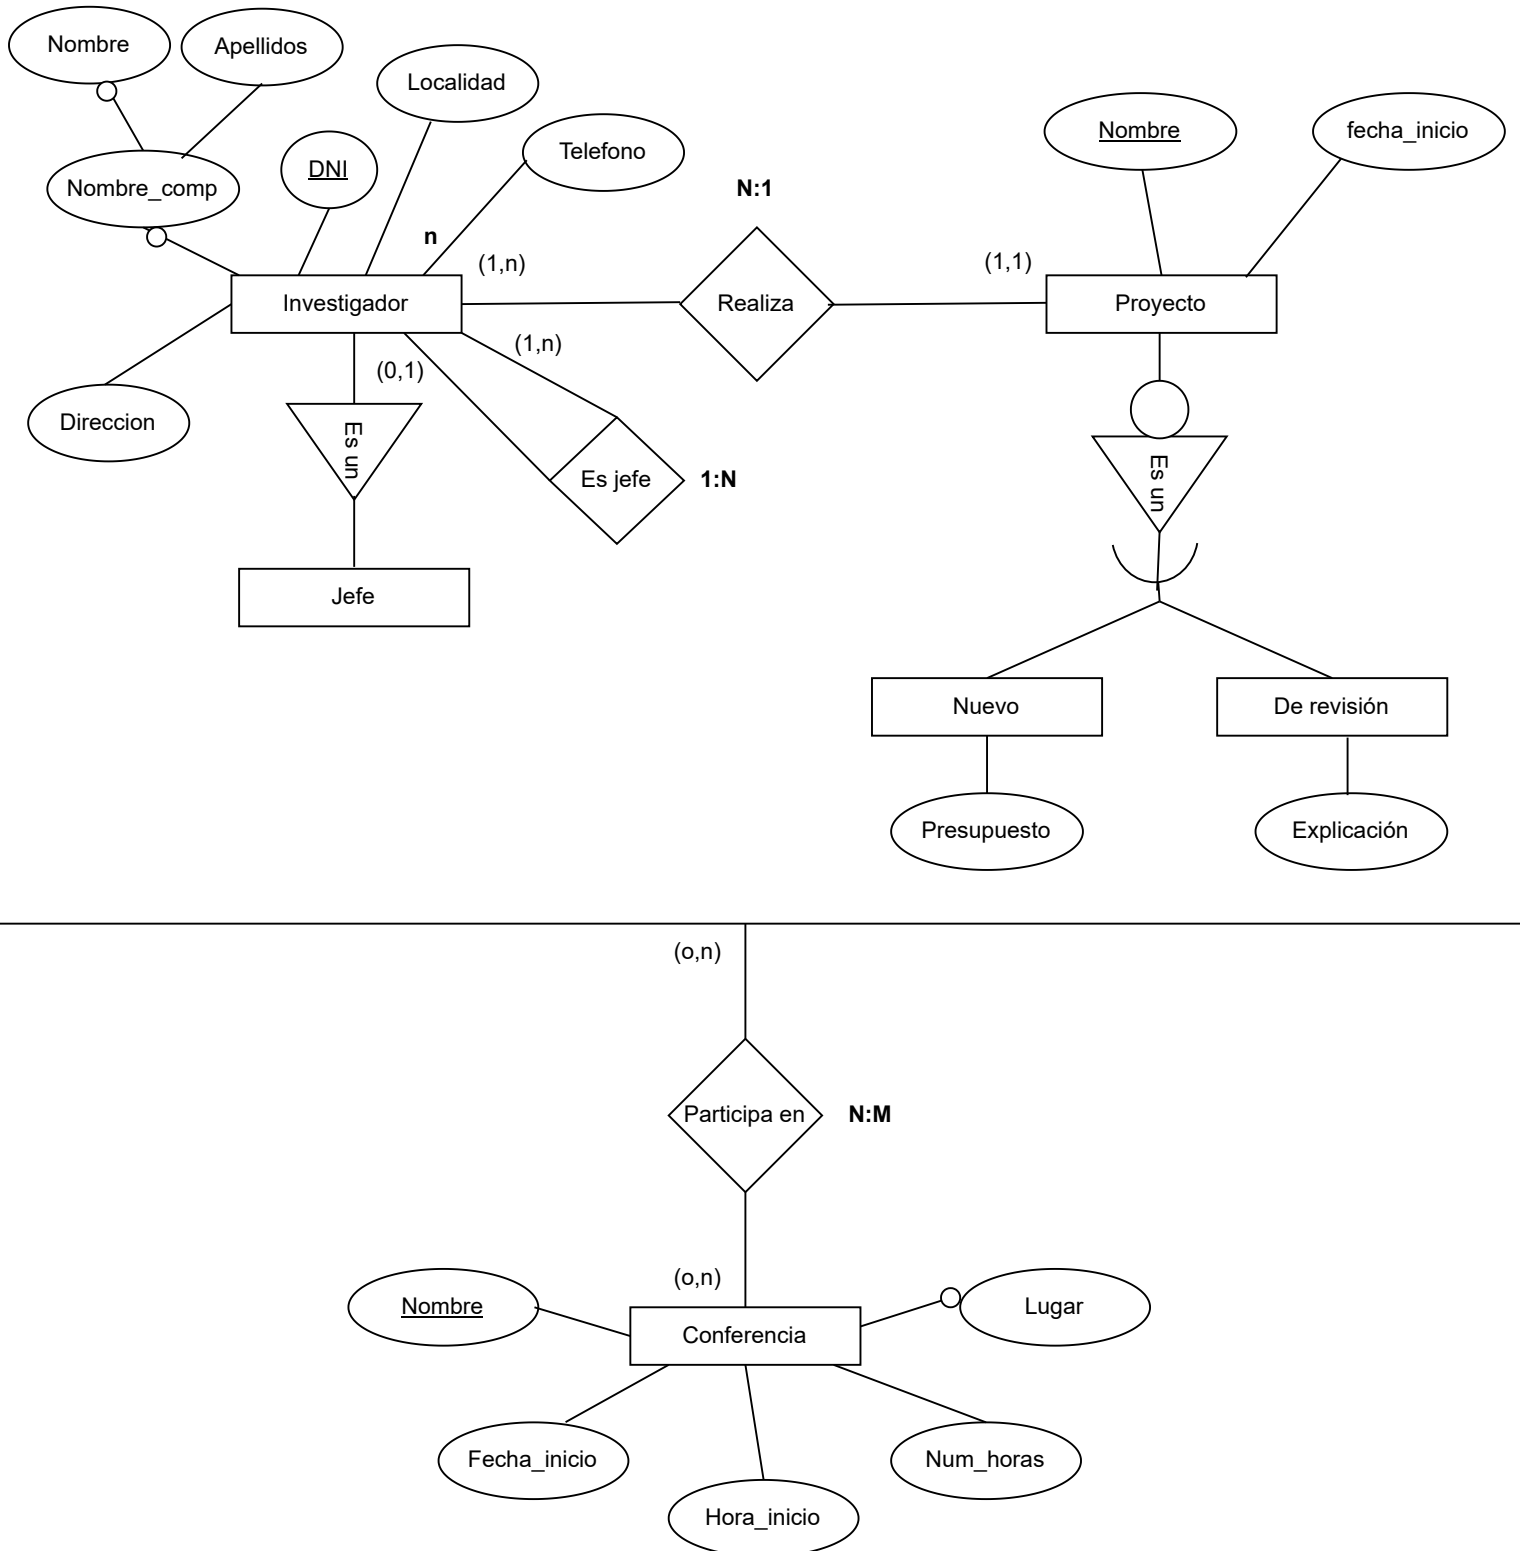 Nombre
Apellidos
Localidad
Nombre
fecha_inicio
DNI
Telefono
Nombre_comp
N:1
n
(1,n)
(1,1)
Investigador
Realiza
Proyecto
(1,n)
(0,1)
Direccion
Es un
Es jefe
1:N
Es un
Jefe
Nuevo
De revisión
Presupuesto
Explicación
(o,n)
Participa en
N:M
(o,n)
Nombre
Lugar
Conferencia
Fecha_inicio
Num_horas
Hora_inicio